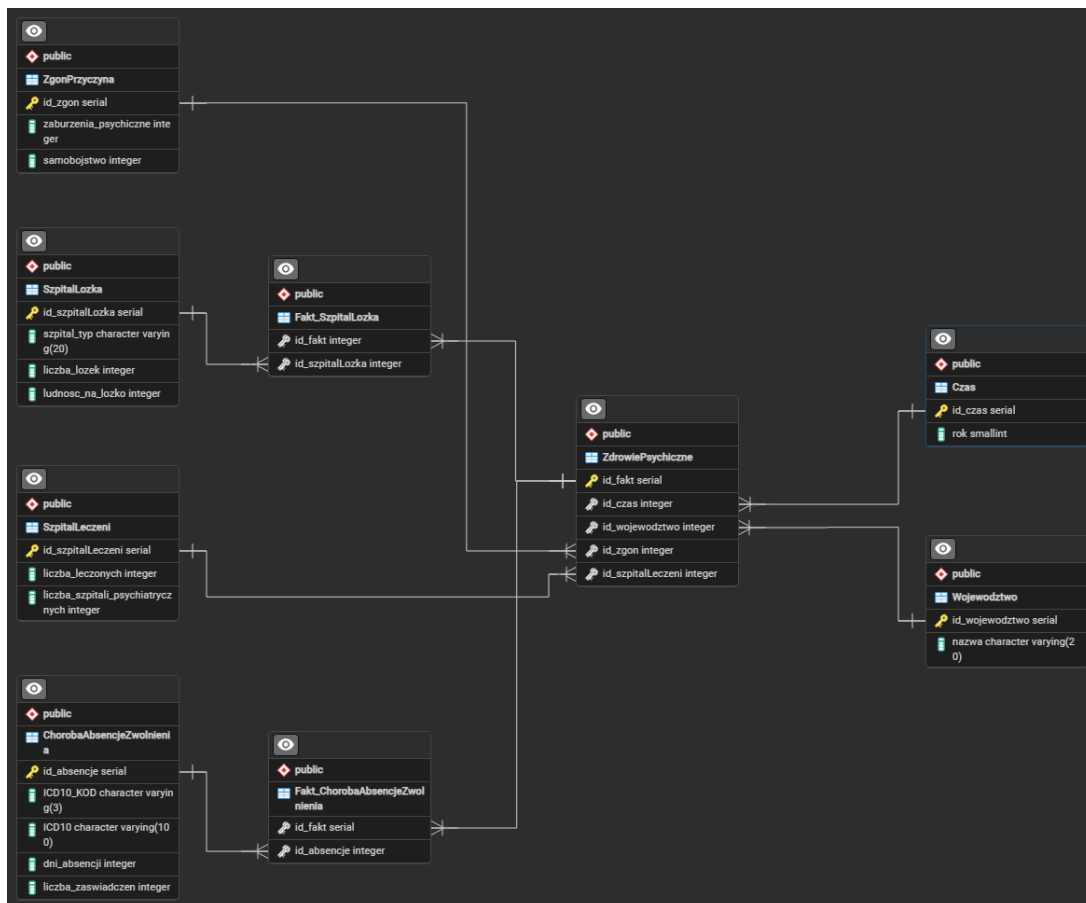 public
ZgonPrzyczyna
id_zgon serial
zaburzenia_psychiczne inte
ger
samobojstwo integer
public
SzpitalLozka
id_szpitalLozka serial
szpital_typ character varyin
g(20)
liczba_lozek integer
ludnosc_na_lozko integer
public
Fakt_SzpitalLozka
id_fakt integer
id_szpitalLozka integer
public
SzpitalLeczeni
id_szpitalLeczeni serial
liczba_leczonych integer
liczba_szpitali_psychiatrycz
nych integer
public
ChorobaAbsencjeZwolnieni
a
id_absencje serial
ICD10_KOD character varyin
g(3)
ICD10 character varying(10
0)
dni_absencji integer
liczba_zaswiadczen integer
public
Fakt_ChorobaAbsencjeZwol
nienia
id_fakt serial
id_absencje integer
public
ZdrowiePsychiczne
id_fakt serial
id_czas integer
id_wojewodztwo integer
id_zgon integer
id_szpitalLeczeni integer
public
Czas
id_czas serial
rok smallint
public
Wojewodztwo
id_wojewodztwo serial
nazwa character varying(2
0)